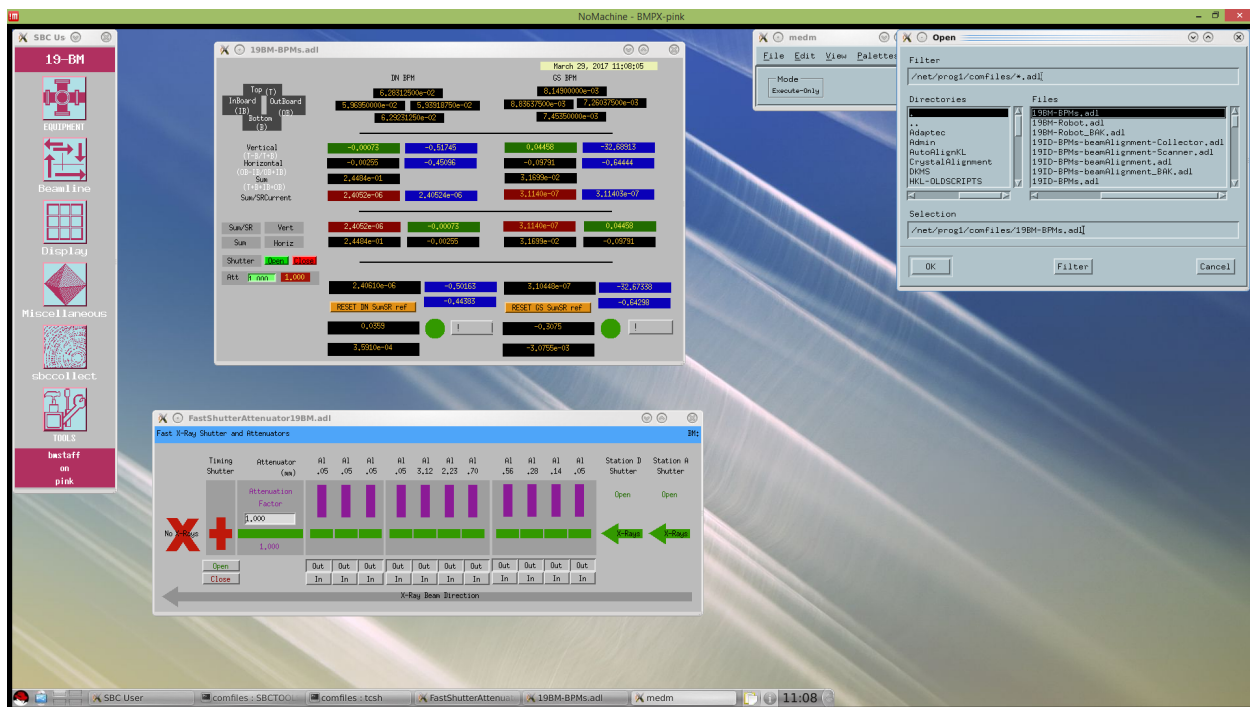 NoMachine - BMPX-pink
SBC Us
19-BM
EQUIPMENT
Beamline
Display
Miscellaneous
sbccollect
TOOLS
bmstaff
on
pink
19BM-BPMs.adl
March 29, 2017 11:08:05
DN BPM GS BPM
Top (T)
InBoard (IB) OutBoard (OB)
Bottom (B)
6.28312500e-02 8.14900000e-03
5.96950000e-02 5.93918750e-02 8.83637500e-03 7.26037500e-03
6.29231250e-02 7.45350000e-03
Vertical (T-B/T+B) -0.00073 -0.51745 0.04458 -32.68913
Horizontal (OB-IB/OB+IB) -0.00255 -0.45096 -0.09791 -0.64444
Sum (T+B+IB+OB) 2.4484e-01 3.1699e-02
Sum/SRCurrent 2.4052e-06 2.40524e-06 3.1140e-07 3.11403e-07
Sum/SR Vert 2.4052e-06 -0.00073 3.1140e-07 0.04458
Sum Horiz 2.4484e-01 -0.00255 3.1699e-02 -0.09791
Shutter Open Close
Att 1.000 1.000
2.40610e-06 -0.50163 3.10448e-07 -32.67338
RESET DN SumSR ref -0.44383 RESET GS SumSR ref -0.64298
0.0359 ! -0.3075 !
3.5910e-04 -3.0755e-03
medm
File Edit View Palettes
Mode
Execute-Only
Open
Filter
/net/prog1/comfiles/*.adl
Directories Files
. 19BM-BPMs.adl
.. 19BM-Robot.adl
Adaptec 19BM-Robot_BAK.adl
Admin 19ID-BPMs-beamAlignment-Collector.adl
AutoAlignKL 19ID-BPMs-beamAlignment-Scanner.adl
CrystalAlignment 19ID-BPMs-beamAlignment.adl
DKMS 19ID-BPMs-beamAlignment_BAK.adl
HKL-OLDSCRIPTS 19ID-BPMs.adl
Selection
/net/prog1/comfiles/19BM-BPMs.adl
OK Filter Cancel
FastShutterAttenuator19BM.adl
Fast X-Ray Shutter and Attenuators BM:
Timing Attenuator Al Al Al Al Al Al Al Al Al Al Al Station D Station A
Shutter (mm) .05 .05 .05 .05 3.12 2.23 .70 .56 .28 .14 .05 Shutter Shutter
Attenuation Open Open
Factor
1.000
No X-Rays X-Rays X-Rays
1.000
Open Out Out Out Out Out Out Out Out Out Out Out
Close In In In In In In In In In In In
X-Ray Beam Direction
SBC User comfiles : SBCTOOL comfiles : tcsh FastShutterAttenuat 19BM-BPMs.adl medm 11:08